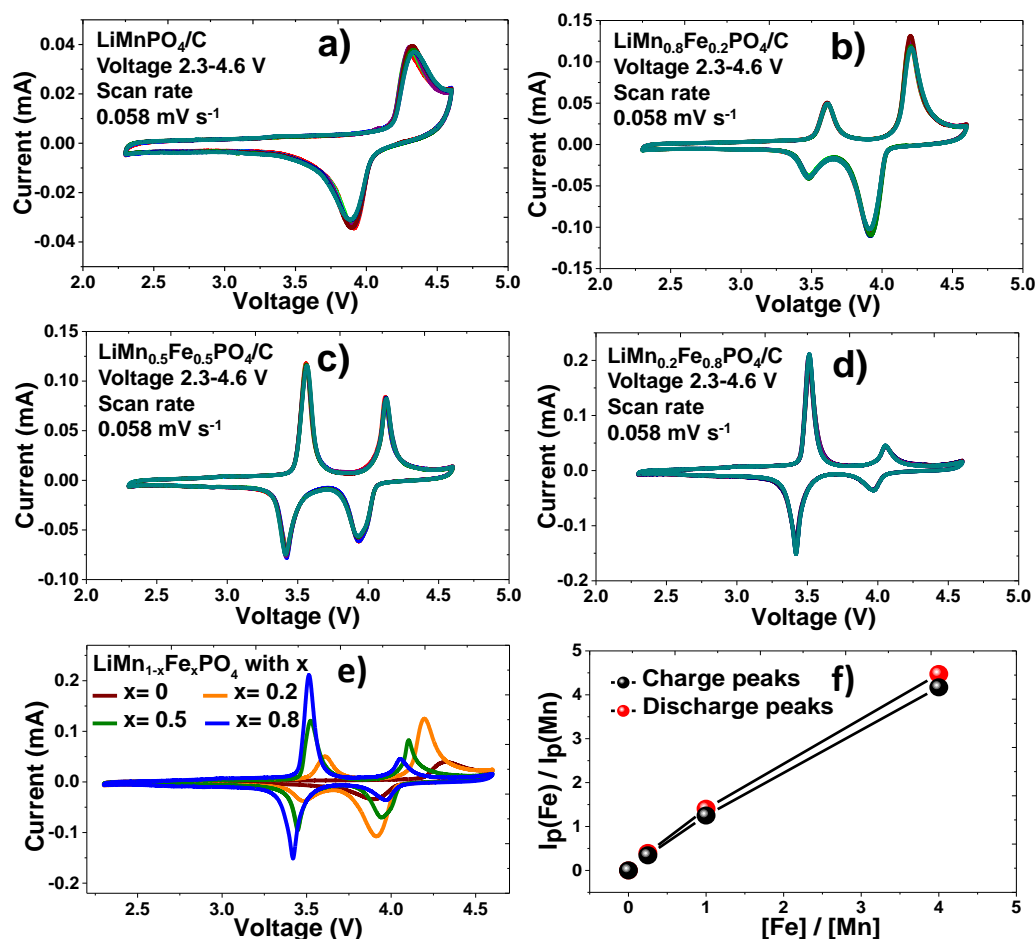 a)
LiMnPO₄/C
Voltage 2.3-4.6 V
Scan rate
0.058 mV s⁻¹
Current (mA)
0.04
0.02
0.00
-0.02
-0.04
2.0 2.5 3.0 3.5 4.0 4.5 5.0
Voltage (V)
b)
LiMn₀.₈Fe₀.₂PO₄/C
Voltage 2.3-4.6 V
Scan rate
0.058 mV s⁻¹
Current (mA)
0.15
0.10
0.05
0.00
-0.05
-0.10
-0.15
2.0 2.5 3.0 3.5 4.0 4.5 5.0
Volatge (V)
c)
LiMn₀.₅Fe₀.₅PO₄/C
Voltage 2.3-4.6 V
Scan rate
0.058 mV s⁻¹
Current (mA)
0.15
0.10
0.05
0.00
-0.05
-0.10
2.0 2.5 3.0 3.5 4.0 4.5 5.0
Voltage (V)
d)
LiMn₀.₂Fe₀.₈PO₄/C
Voltage 2.3-4.6 V
Scan rate
0.058 mV s⁻¹
Current (mA)
0.2
0.1
0.0
-0.1
-0.2
2.0 2.5 3.0 3.5 4.0 4.5 5.0
Voltage (V)
e)
LiMn₁₋ₓFeₓPO₄ with x
x= 0 x= 0.2
x= 0.5 x= 0.8
Current (mA)
0.2
0.1
0.0
-0.1
-0.2
2.5 3.0 3.5 4.0 4.5
Voltage (V)
f)
Charge peaks
Discharge peaks
Iₚ(Fe) / Iₚ(Mn)
5
4
3
2
1
0
0 1 2 3 4 5
[Fe] / [Mn]